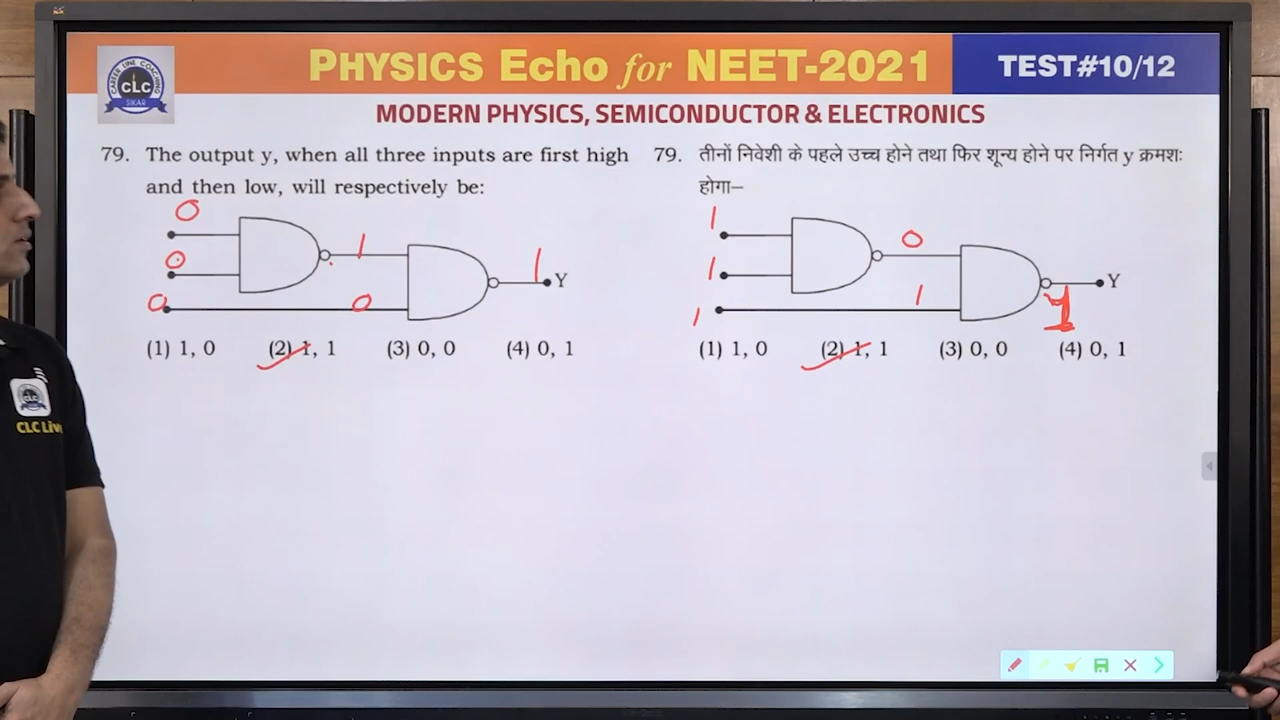 PHYSICS Echo for NEET-2021
TEST#10/12
CAREER LINE COACHING
CLC
SIKAR
MODERN PHYSICS, SEMICONDUCTOR & ELECTRONICS
79. The output y, when all three inputs are first high
and then low, will respectively be:
0
0
0
1
0
1
Y
(1) 1, 0 (2) 1, 1 (3) 0, 0 (4) 0, 1
79. तीनों निवेशी के पहले उच्च होने तथा फिर शून्य होने पर निर्गत y क्रमशः
होगा–
1
1
1
0
1
1
Y
(1) 1, 0 (2) 1, 1 (3) 0, 0 (4) 0, 1
CLC Live